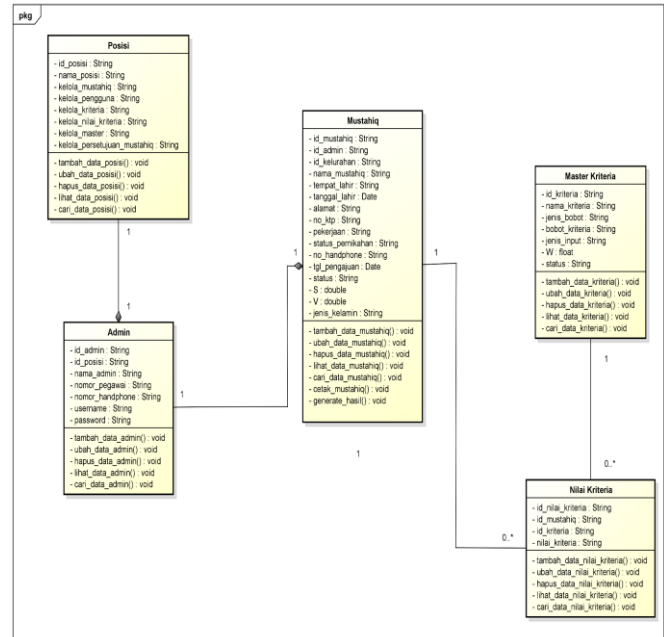 pkg
Posisi
- id_posisi : String
- nama_posisi : String
- kelola_mustahiq : String
- kelola_pengguna : String
- kelola_kriteria : String
- kelola_nilai_kriteria : String
- kelola_master : String
- kelola_persetujuan_mustahiq : String
- tambah_data_posisi() : void
- ubah_data_posisi() : void
- hapus_data_posisi() : void
- lihat_data_posisi() : void
- cari_data_posisi() : void
1
1
Admin
- id_admin : String
- id_posisi : String
- nama_admin : String
- nomor_pegawai : String
- nomor_handphone : String
- username : String
- password : String
- tambah_data_admin() : void
- ubah_data_admin() : void
- hapus_data_admin() : void
- lihat_data_admin() : void
- cari_data_admin() : void
1
1
Mustahiq
- id_mustahiq : String
- id_admin : String
- id_kelurahan : String
- nama_mustahiq : String
- tempat_lahir : String
- tanggal_lahir : Date
- alamat : String
- no_ktp : String
- pekerjaan : String
- status_pernikahan : String
- no_handphone : String
- tgl_pengajuan : Date
- status : String
- S : double
- V : double
- jenis_kelamin : String
- tambah_data_mustahiq() : void
- ubah_data_mustahiq() : void
- hapus_data_mustahiq() : void
- lihat_data_mustahiq() : void
- cari_data_mustahiq() : void
- cetak_mustahiq() : void
- generate_hasil() : void
1
1
0..*
Master Kriteria
- id_kriteria : String
- nama_kriteria : String
- jenis_bobot : String
- bobot_kriteria : String
- jenis_input : String
- W : float
- status : String
- tambah_data_kriteria() : void
- ubah_data_kriteria() : void
- hapus_data_kriteria() : void
- lihat_data_kriteria() : void
- cari_data_kriteria() : void
1
0..*
Nilai Kriteria
- id_nilai_kriteria : String
- id_mustahiq : String
- id_kriteria : String
- nilai_kriteria : String
- tambah_data_nilai_kriteria() : void
- ubah_data_nilai_kriteria() : void
- hapus_data_nilai_kriteria() : void
- lihat_data_nilai_kriteria() : void
- cari_data_nilai_kriteria() : void